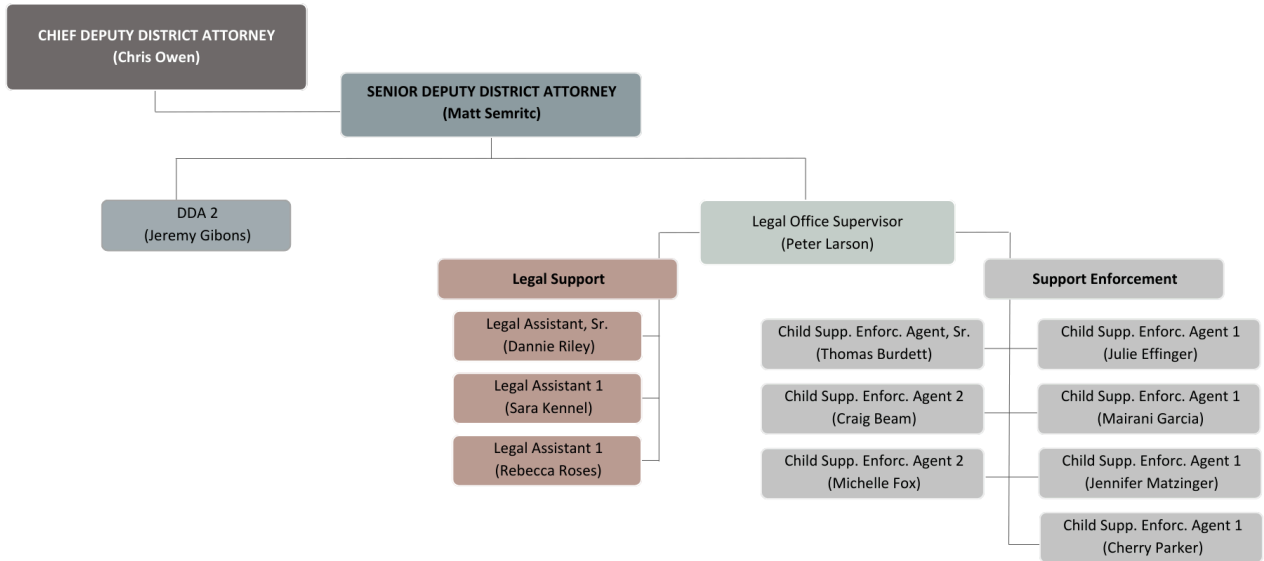 CHIEF DEPUTY DISTRICT ATTORNEY
(Chris Owen)
SENIOR DEPUTY DISTRICT ATTORNEY
(Matt Semritc)
DDA 2
(Jeremy Gibons)
Legal Office Supervisor
(Peter Larson)
Legal Support
Legal Assistant, Sr.
(Dannie Riley)
Legal Assistant 1
(Sara Kennel)
Legal Assistant 1
(Rebecca Roses)
Support Enforcement
Child Supp. Enforc. Agent, Sr.
(Thomas Burdett)
Child Supp. Enforc. Agent 2
(Craig Beam)
Child Supp. Enforc. Agent 2
(Michelle Fox)
Child Supp. Enforc. Agent 1
(Julie Effinger)
Child Supp. Enforc. Agent 1
(Mairani Garcia)
Child Supp. Enforc. Agent 1
(Jennifer Matzinger)
Child Supp. Enforc. Agent 1
(Cherry Parker)